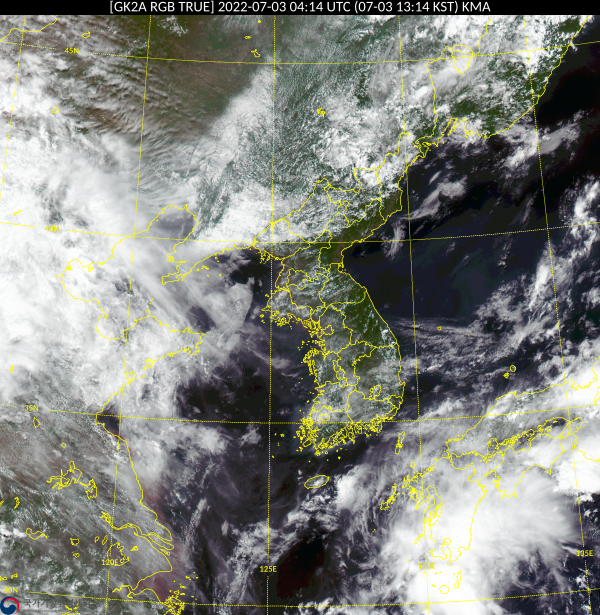 [GK2A RGB TRUE] 2022-07-03 04:14 UTC (07-03 13:14 KST) KMA
45N
35N
120E
125E
135E